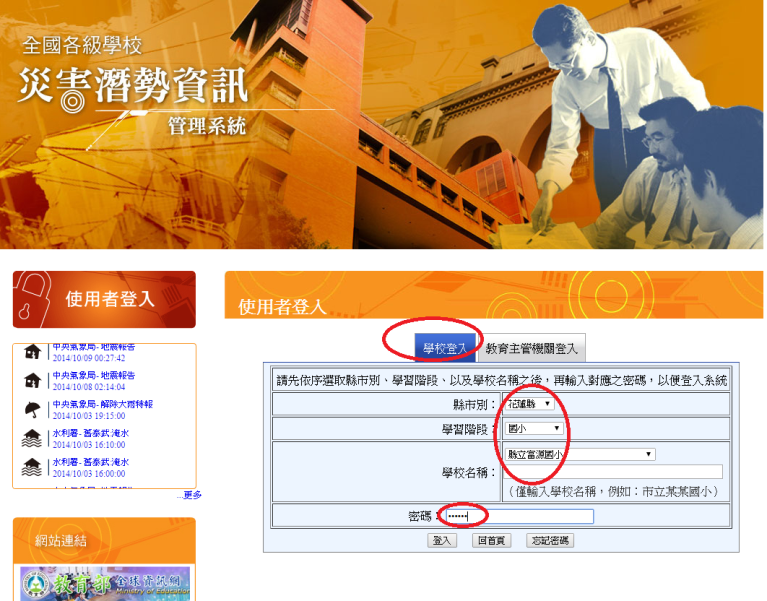 全國各級學校
災害潛勢資訊
管理系統
使用者登入
中央氣象局-地震報告
2014/10/09 00:27:42
中央氣象局-地震報告
2014/10/08 02:14:04
中央氣象局-解除大雨特報
2014/10/03 19:15:00
水利署-舊泰武 淹水
2014/10/03 16:10:00
水利署-舊泰武 淹水
2014/10/03 16:00:00
...更多
網站連結
教育部 全球資訊網
Ministry of Education
使用者登入
學校登入 教育主管機關登入
請先依序選取縣市別、學習階段、以及學校名稱之後，再輸入對應之密碼，以便登入系統
縣市別： 花蓮縣
學習階段： 國小
縣立富源國小
學校名稱：
（僅輸入學校名稱，例如：市立某某國小）
密碼： ••••••
登入 回首頁 忘記密碼